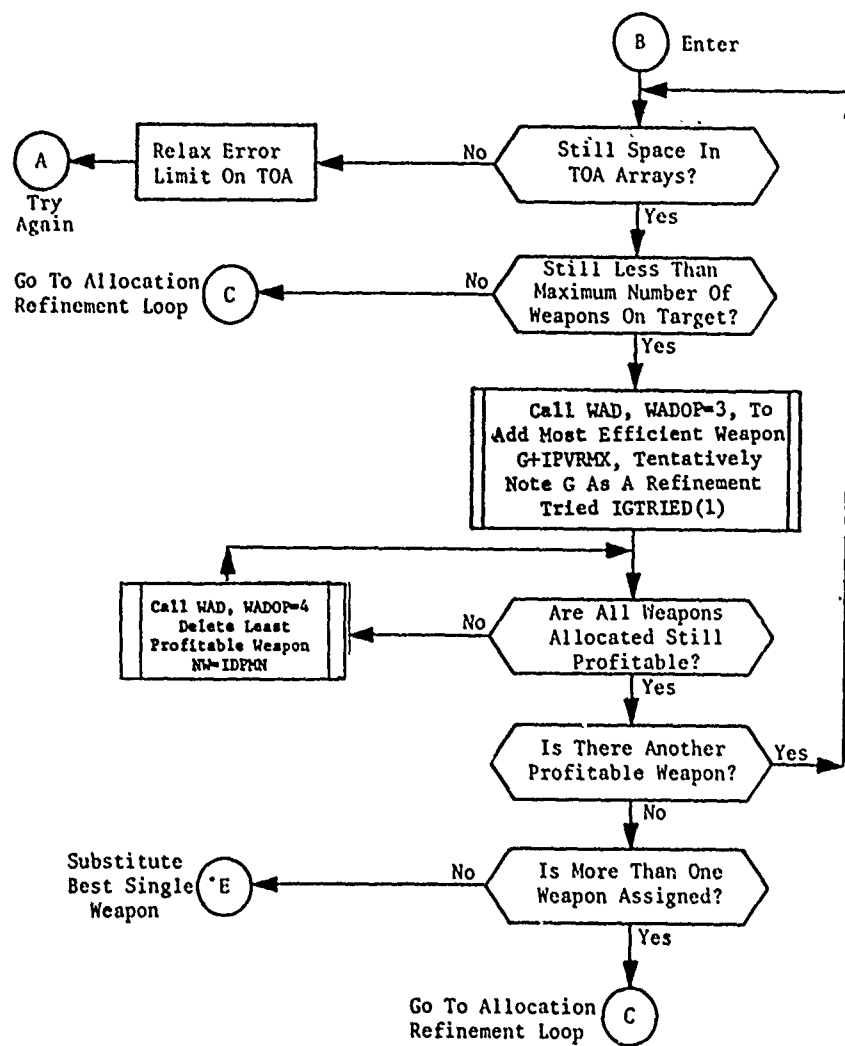 B
Enter
Still Space In
TOA Arrays?
No
Relax Error
Limit On TOA
A
Try
Again
Yes
Still Less Than
Maximum Number Of
Weapons On Target?
No
C
Go To Allocation
Refinement Loop
Yes
Call WAD, WADOP=3, To
Add Most Efficient Weapon
G+IPVRMX, Tentatively
Note G As A Refinement
Tried IGTRIED(1)
Are All Weapons
Allocated Still
Profitable?
No
Call WAD, WADOP=4
Delete Least
Profitable Weapon
NW=IDPMN
Yes
Is There Another
Profitable Weapon?
Yes
No
Is More Than One
Weapon Assigned?
No
E
Substitute
Best Single
Weapon
Yes
Go To Allocation
Refinement Loop
C